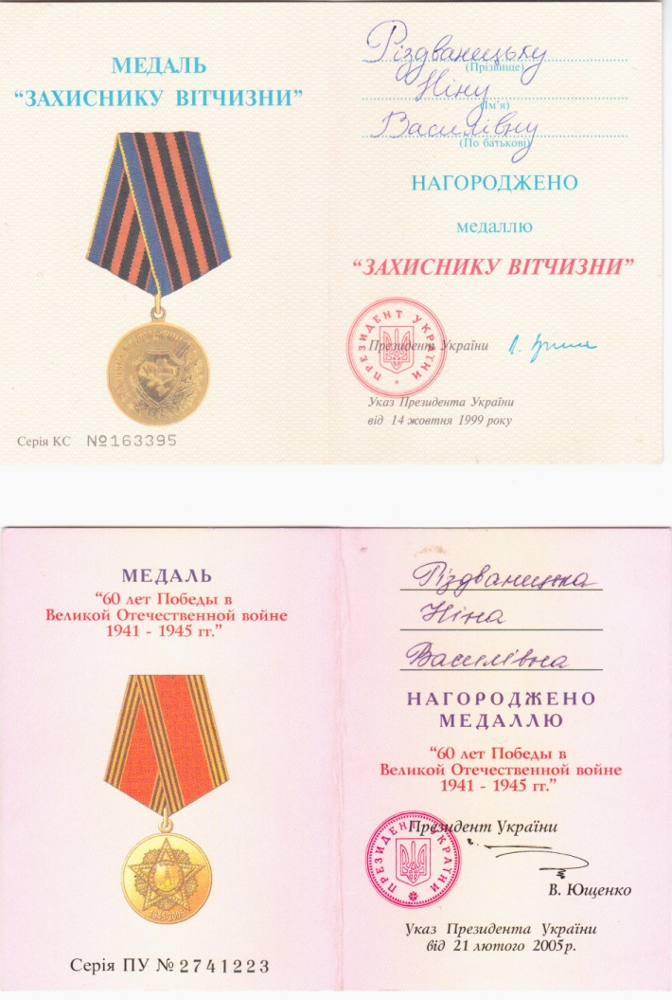 МЕДАЛЬ
“ЗАХИСНИКУ ВІТЧИЗНИ”
Серія КС №163395
Різдванецьку
(Прізвище)
Ніну
(Ім’я)
Василівну
(По батькові)
НАГОРОДЖЕНО
медаллю
“ЗАХИСНИКУ ВІТЧИЗНИ”
ПРЕЗИДЕНТ УКРАЇНИ
Президент України
Указ Президента України
від 14 жовтня 1999 року
МЕДАЛЬ
“60 лет Победы в
Великой Отечественной войне
1941 - 1945 гг.”
1945-2005
Серія ПУ №2741223
Різдванецька
Ніна
Василівна
НАГОРОДЖЕНО
МЕДАЛЛЮ
“60 лет Победы в
Великой Отечественной войне
1941 - 1945 гг.”
ПРЕЗИДЕНТ УКРАЇНИ
Президент України
В. Ющенко
Указ Президента України
від 21 лютого 2005р.